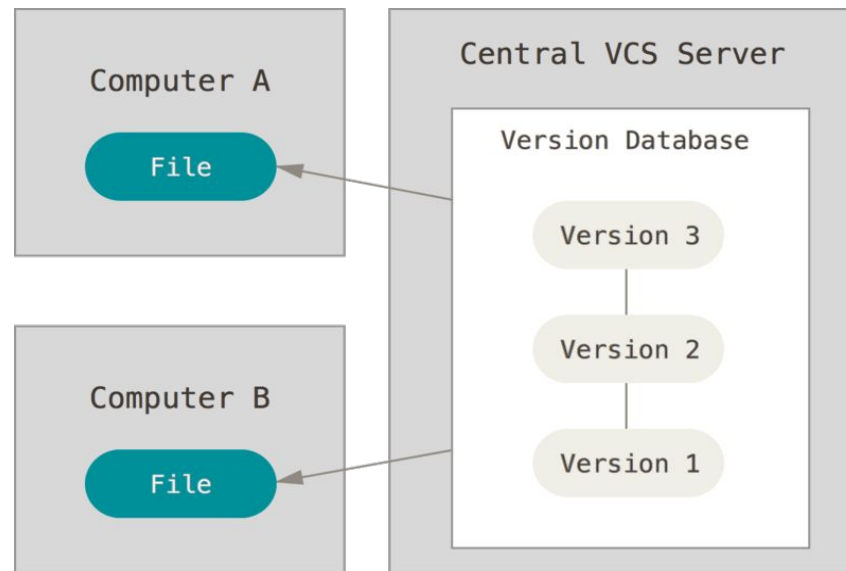 Computer A
File
Computer B
File
Central VCS Server
Version Database
Version 3
Version 2
Version 1